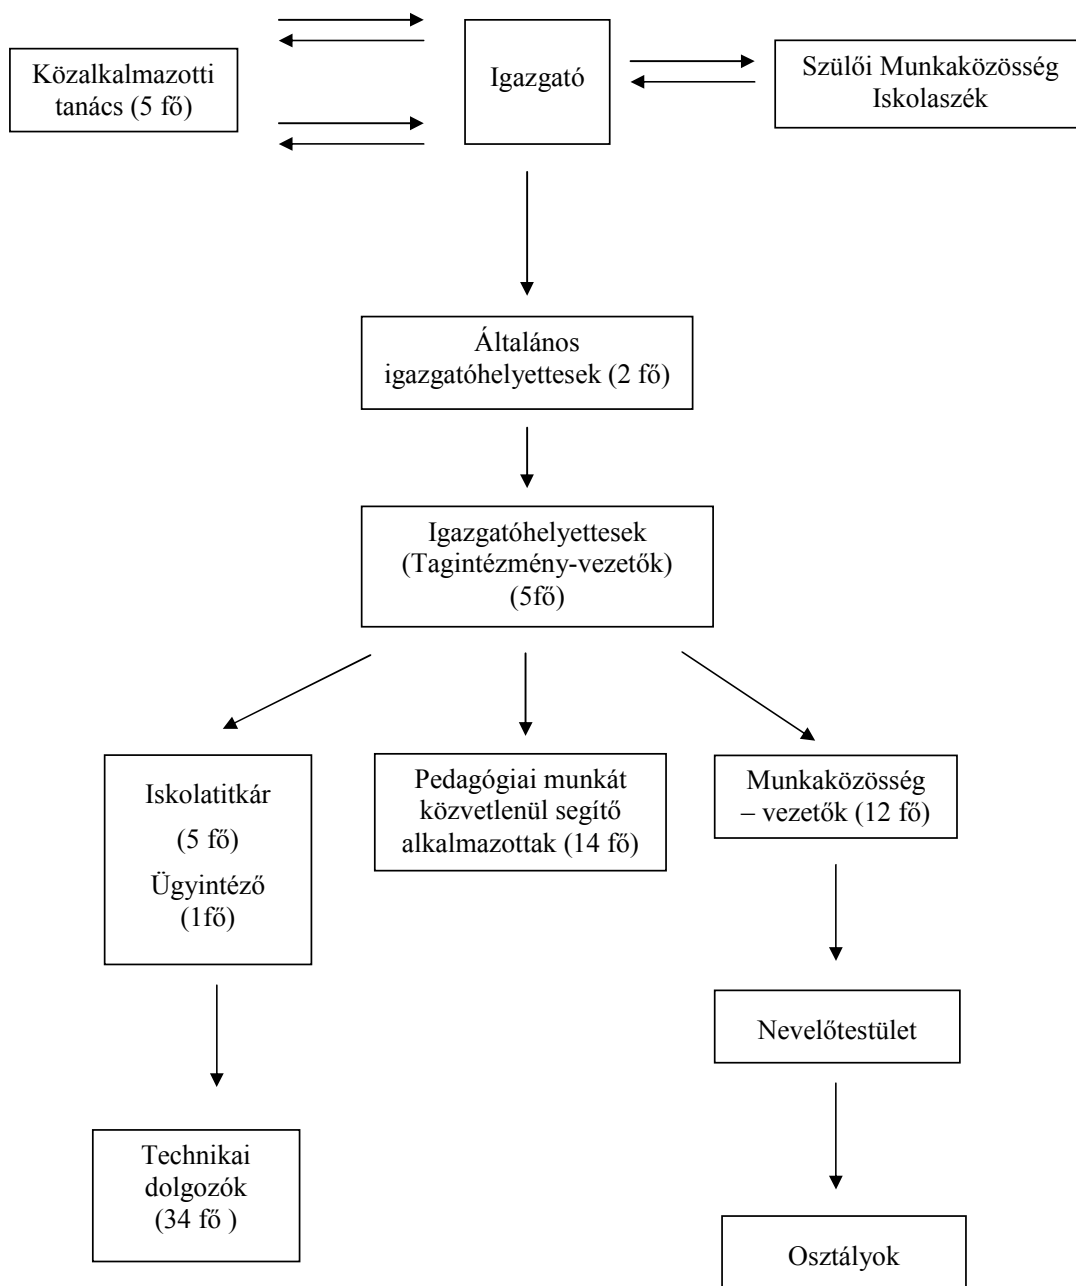 Közalkalmazotti
tanács (5 fő)
Igazgató
Szülői Munkaközösség
Iskolaszék
Általános
igazgatóhelyettesek (2 fő)
Igazgatóhelyettesek
(Tagintézmény-vezetők)
(5fő)
Iskolatitkár
(5 fő)
Ügyintéző
(1fő)
Pedagógiai munkát
közvetlenül segítő
alkalmazottak (14 fő)
Munkaközösség
– vezetők (12 fő)
Nevelőtestület
Technikai
dolgozók
(34 fő )
Osztályok